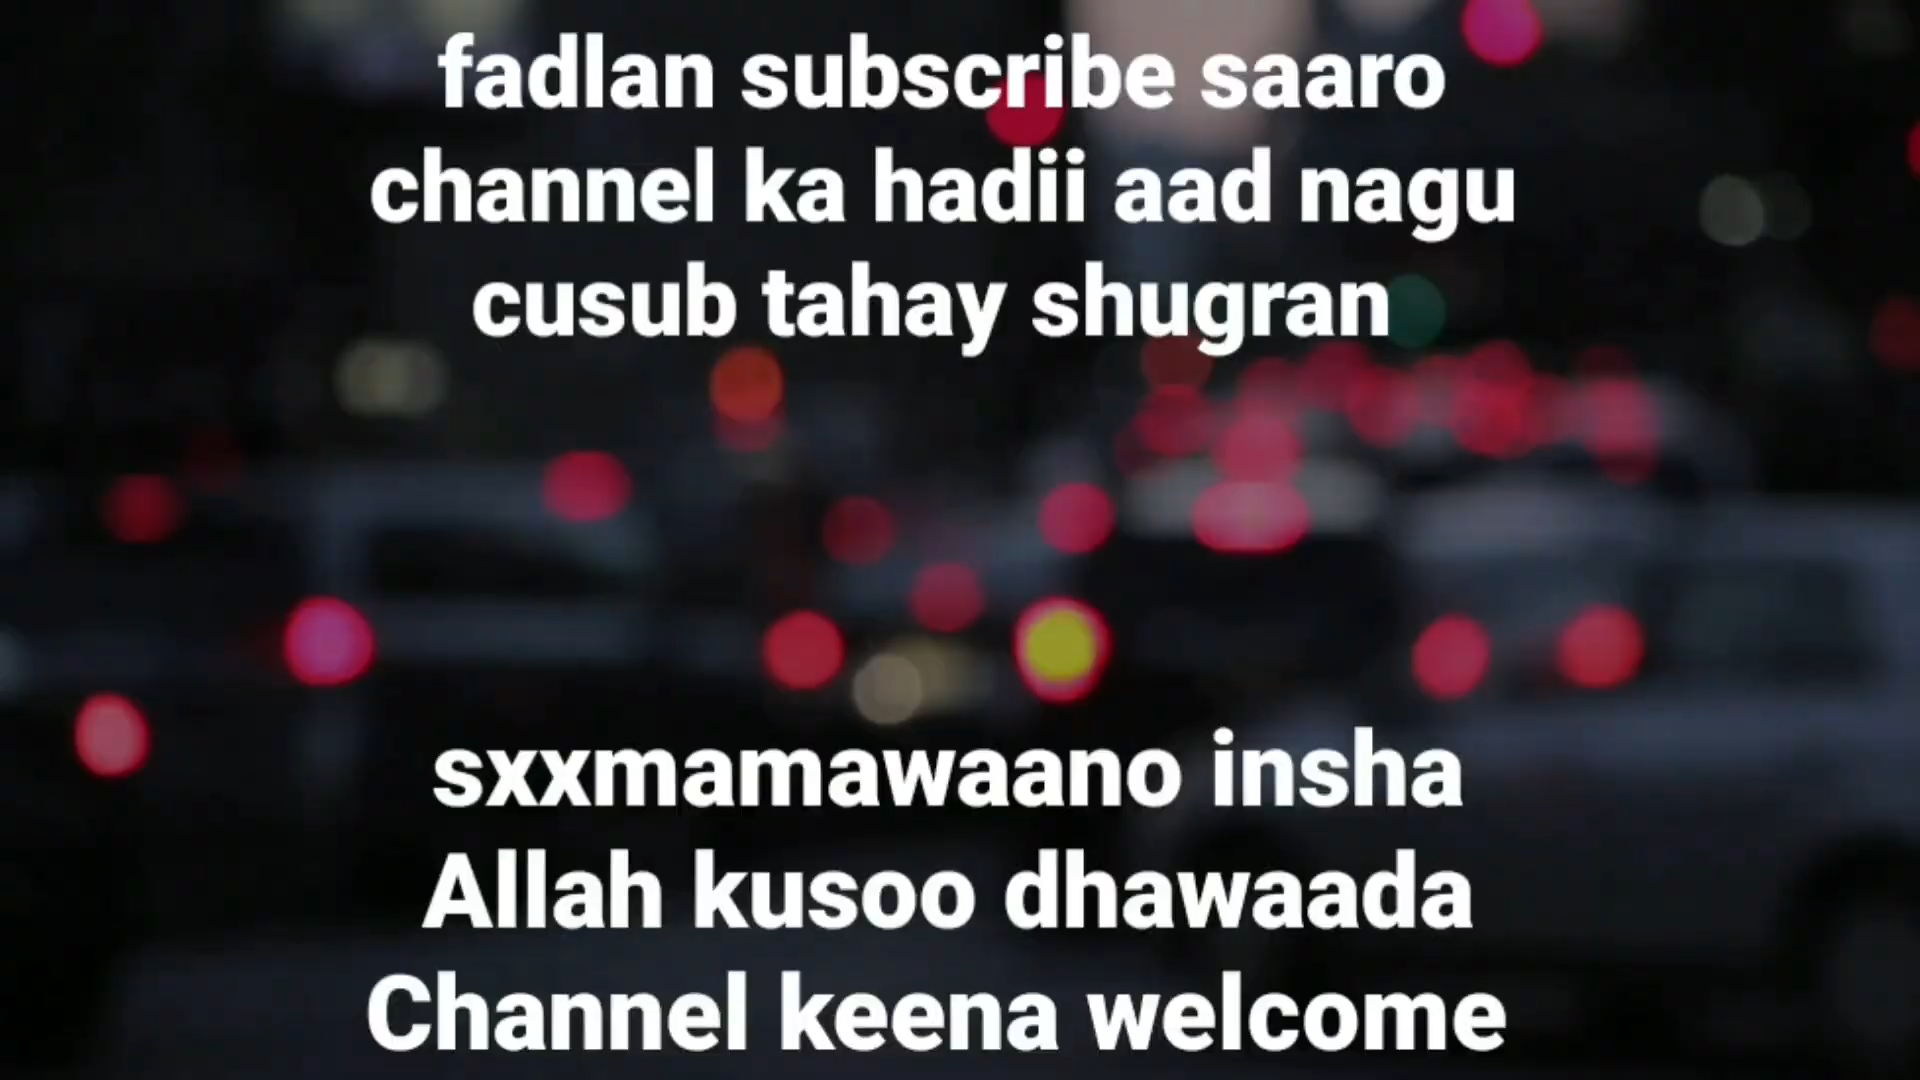 fadlan subscribe saaro
channel ka hadii aad nagu
cusub tahay shugran
sxxmamawaano insha
Allah kusoo dhawaada
Channel keena welcome